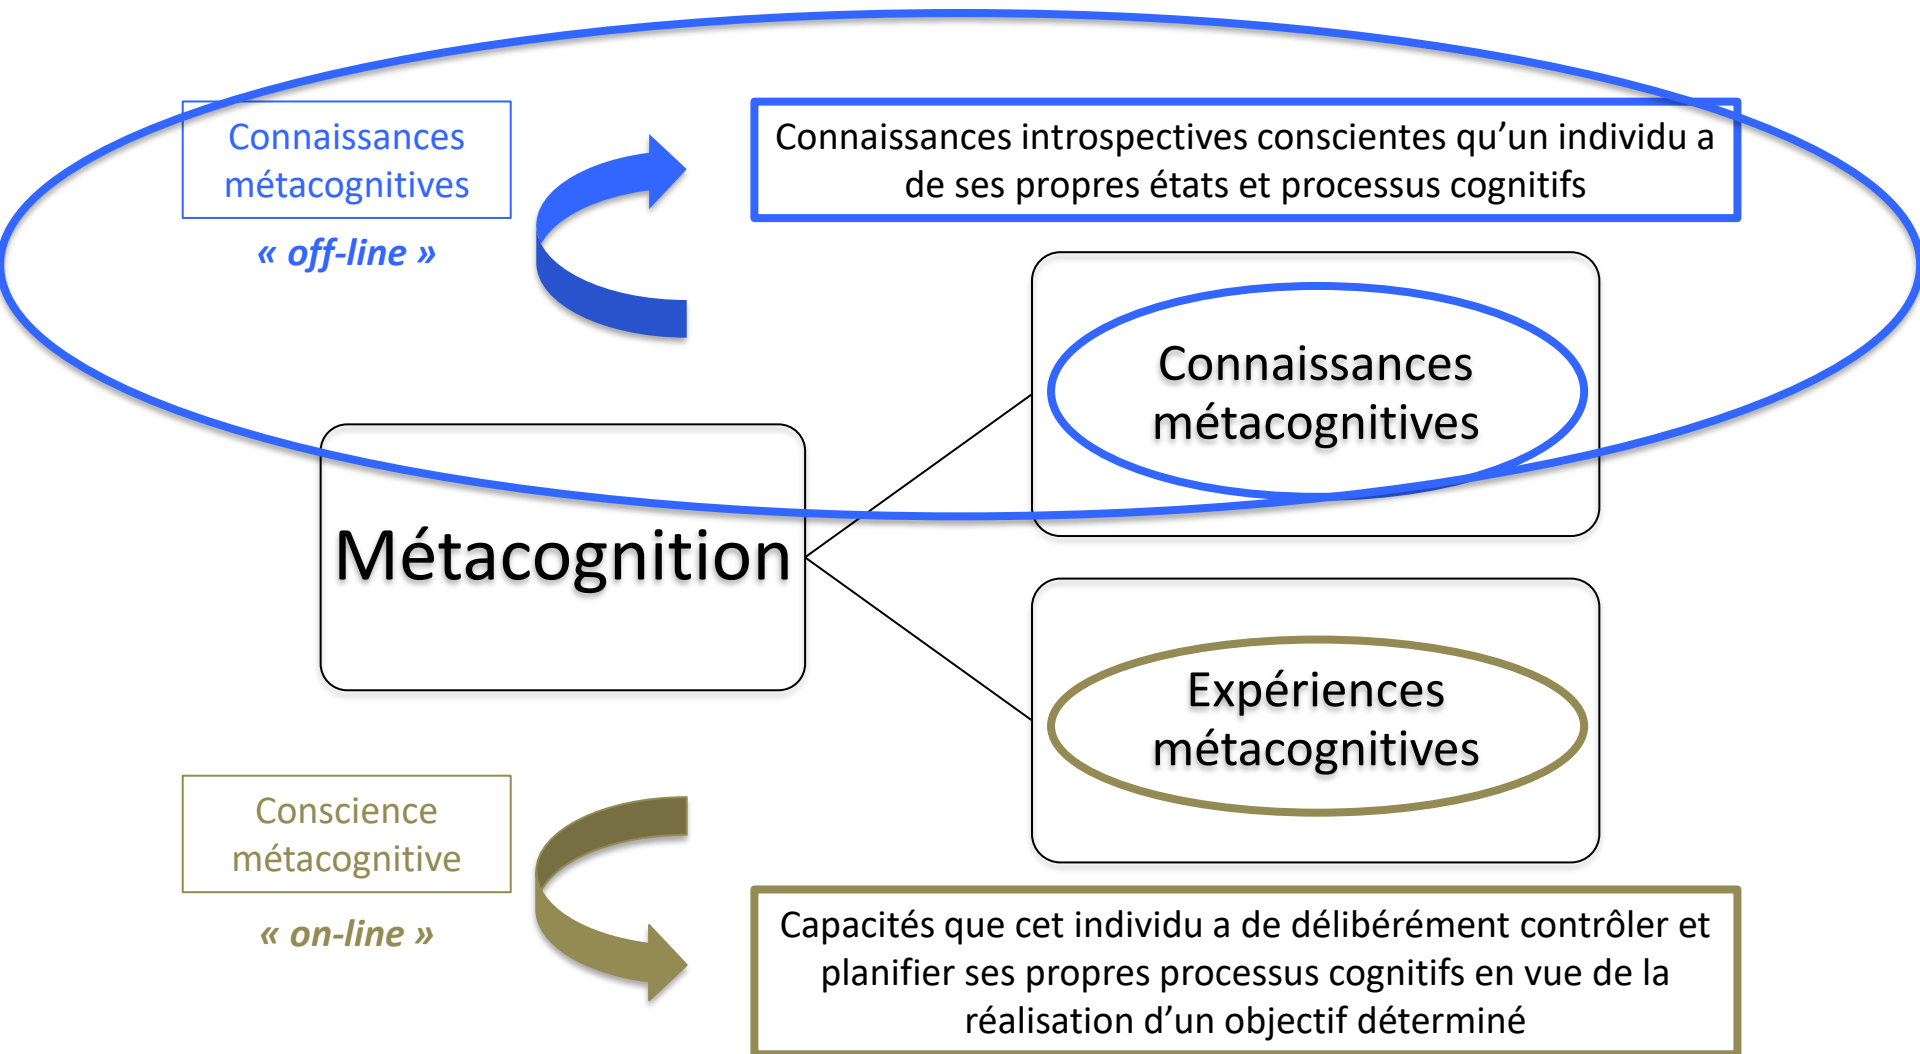 Connaissances
métacognitives
« off-line »
Connaissances introspectives conscientes qu’un individu a
de ses propres états et processus cognitifs
Connaissances
métacognitives
Métacognition
Expériences
métacognitives
Conscience
métacognitive
« on-line »
Capacités que cet individu a de délibérément contrôler et
planifier ses propres processus cognitifs en vue de la
réalisation d’un objectif déterminé